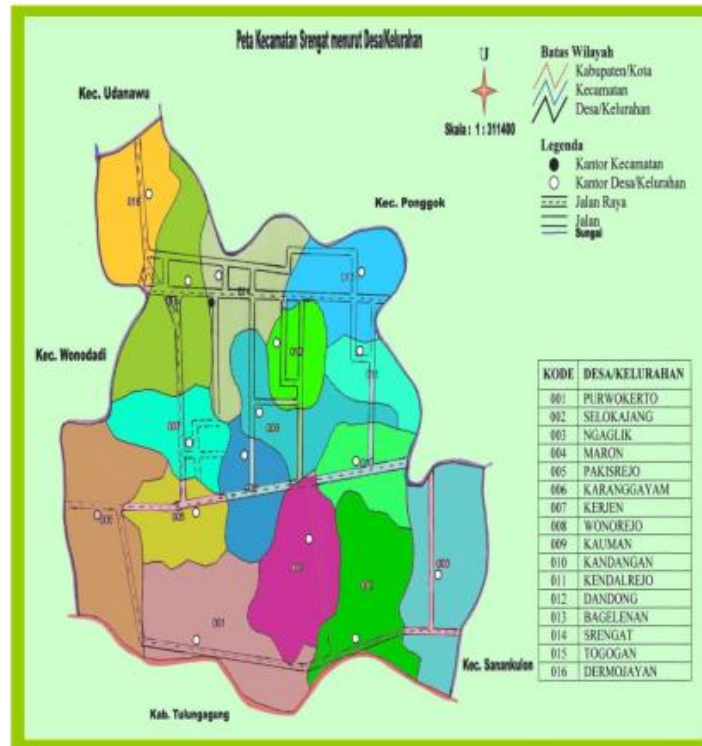 Peta Kecamatan Srengat menurut Desa/Kelurahan
U
Skala : 1 : 311400
Batas Wilayah
Kabupaten/Kota
Kecamatan
Desa/Kelurahan
Legenda
Kantor Kecamatan
Kantor Desa/Kelurahan
Jalan Raya
Jalan
Sungai
Kec. Udanawu
Kec. Ponggok
Kec. Wonodadi
Kec. Sanankulon
Kab. Tulungagung
016
014
012
009
001
KODE DESA/KELURAHAN
001 PURWOKERTO
002 SELOKAJANG
003 NGAGLIK
004 MARON
005 PAKISREJO
006 KARANGGAYAM
007 KERJEN
008 WONOREJO
009 KAUMAN
010 KANDANGAN
011 KENDALREJO
012 DANDONG
013 BAGELENAN
014 SRENGAT
015 TOGOGAN
016 DERMOJAYAN